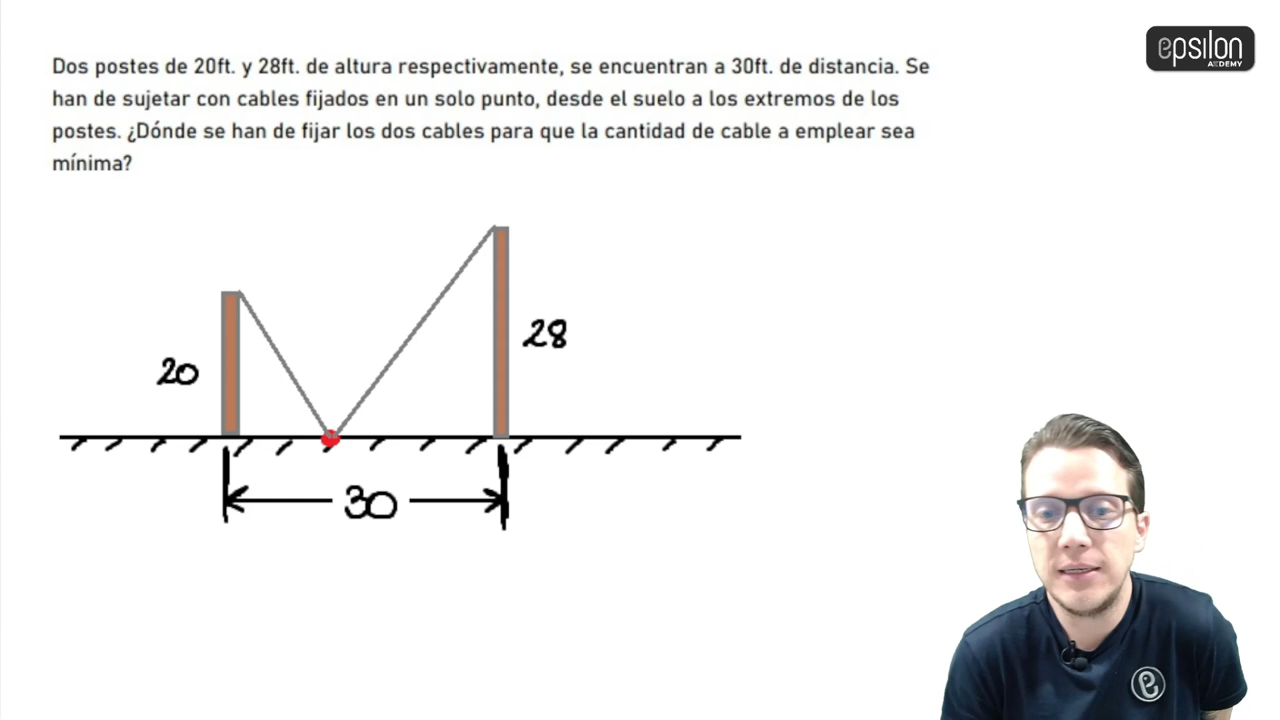 epsilon
ACADEMY
Dos postes de 20ft. y 28ft. de altura respectivamente, se encuentran a 30ft. de distancia. Se
han de sujetar con cables fijados en un solo punto, desde el suelo a los extremos de los
postes. ¿Dónde se han de fijar los dos cables para que la cantidad de cable a emplear sea
mínima?
28
20
30